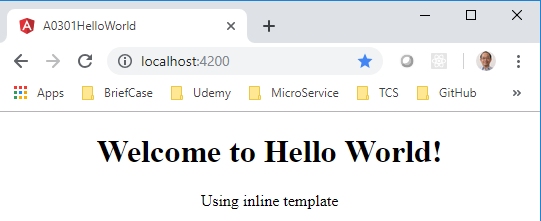 A0301HelloWorld
localhost:4200
Apps BriefCase Udemy MicroService TCS GitHub »
Welcome to Hello World!
Using inline template